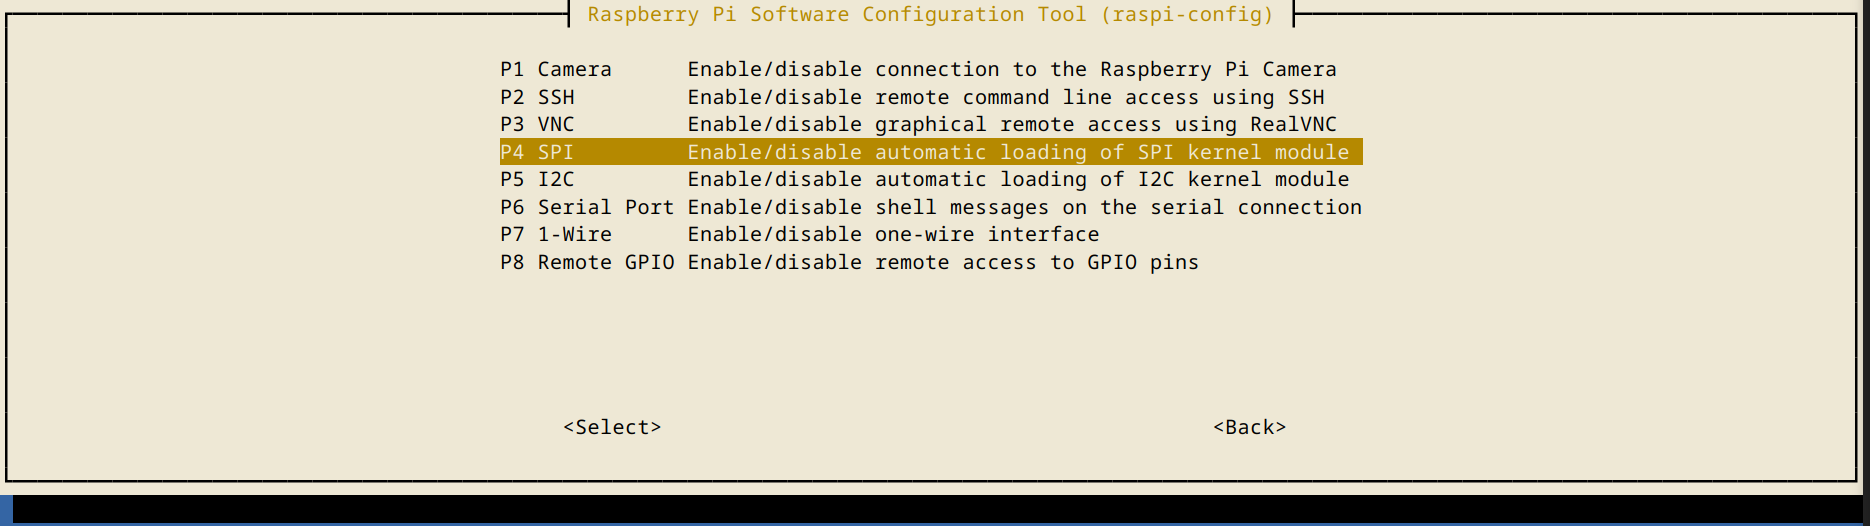 Raspberry Pi Software Configuration Tool (raspi-config)
P1 Camera Enable/disable connection to the Raspberry Pi Camera
P2 SSH Enable/disable remote command line access using SSH
P3 VNC Enable/disable graphical remote access using RealVNC
P4 SPI Enable/disable automatic loading of SPI kernel module
P5 I2C Enable/disable automatic loading of I2C kernel module
P6 Serial Port Enable/disable shell messages on the serial connection
P7 1-Wire Enable/disable one-wire interface
P8 Remote GPIO Enable/disable remote access to GPIO pins
<Select> <Back>